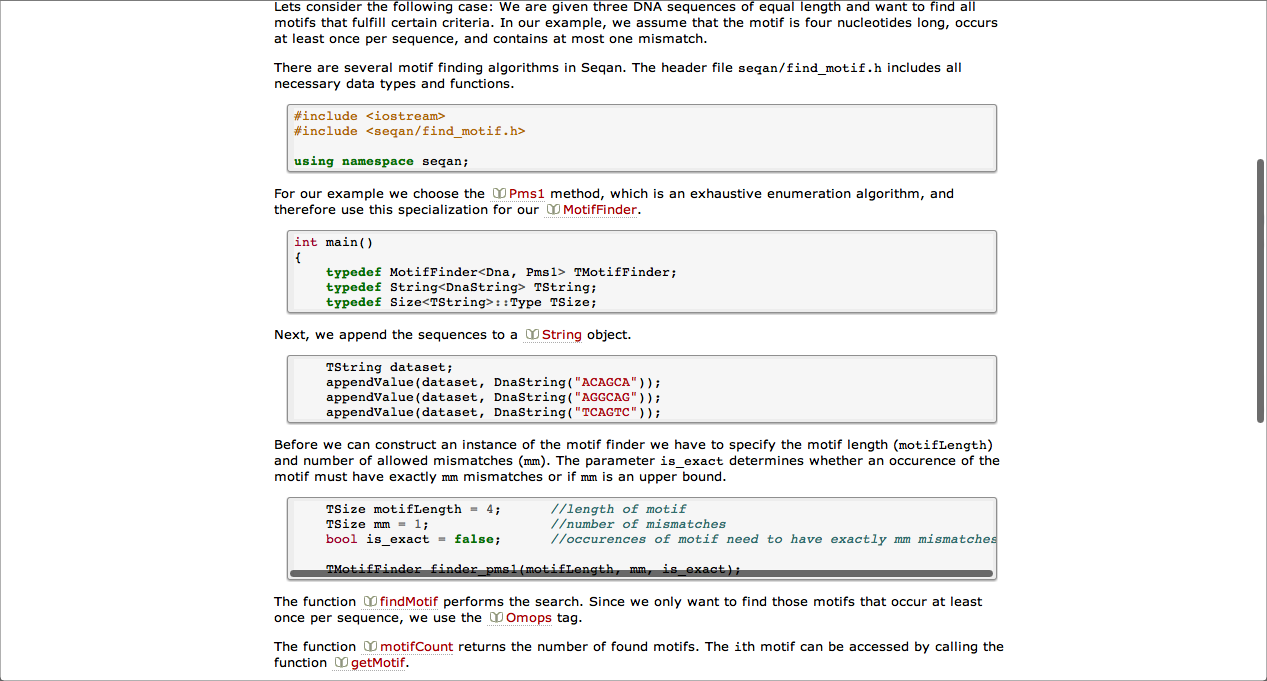 Lets consider the following case: We are given three DNA sequences of equal length and want to find all
motifs that fulfill certain criteria. In our example, we assume that the motif is four nucleotides long, occurs
at least once per sequence, and contains at most one mismatch.
There are several motif finding algorithms in Seqan. The header file seqan/find_motif.h includes all
necessary data types and functions.
#include <iostream>
#include <seqan/find_motif.h>
using namespace seqan;
For our example we choose the Pms1 method, which is an exhaustive enumeration algorithm, and
therefore use this specialization for our MotifFinder.
int main()
{
typedef MotifFinder<Dna, Pms1> TMotifFinder;
typedef String<DnaString> TString;
typedef Size<TString>::Type TSize;
Next, we append the sequences to a String object.
TString dataset;
appendValue(dataset, DnaString("ACAGCA"));
appendValue(dataset, DnaString("AGGCAG"));
appendValue(dataset, DnaString("TCAGTC"));
Before we can construct an instance of the motif finder we have to specify the motif length (motifLength)
and number of allowed mismatches (mm). The parameter is_exact determines whether an occurence of the
motif must have exactly mm mismatches or if mm is an upper bound.
TSize motifLength = 4; //length of motif
TSize mm = 1; //number of mismatches
bool is_exact = false; //occurences of motif need to have exactly mm mismatches
TMotifFinder finder_pms1(motifLength, mm, is_exact);
The function findMotif performs the search. Since we only want to find those motifs that occur at least
once per sequence, we use the Omops tag.
The function motifCount returns the number of found motifs. The ith motif can be accessed by calling the
function getMotif.